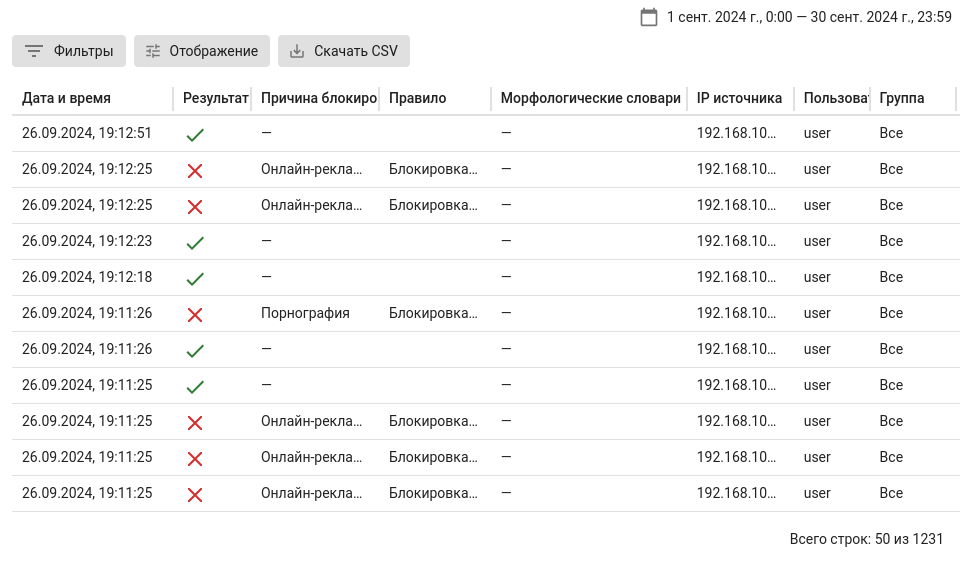 1 сент. 2024 г., 0:00 — 30 сент. 2024 г., 23:59
Фильтры Отображение Скачать CSV
Дата и время Результат Причина блокиро Правило Морфологические словари IP источника Пользоват Группа
26.09.2024, 19:12:51 — — 192.168.10… user Все
26.09.2024, 19:12:25 Онлайн-рекла… Блокировка… — 192.168.10… user Все
26.09.2024, 19:12:25 Онлайн-рекла… Блокировка… — 192.168.10… user Все
26.09.2024, 19:12:23 — — 192.168.10… user Все
26.09.2024, 19:12:18 — — 192.168.10… user Все
26.09.2024, 19:11:26 Порнография Блокировка… — 192.168.10… user Все
26.09.2024, 19:11:26 — — 192.168.10… user Все
26.09.2024, 19:11:25 — — 192.168.10… user Все
26.09.2024, 19:11:25 Онлайн-рекла… Блокировка… — 192.168.10… user Все
26.09.2024, 19:11:25 Онлайн-рекла… Блокировка… — 192.168.10… user Все
26.09.2024, 19:11:25 Онлайн-рекла… Блокировка… — 192.168.10… user Все
Всего строк: 50 из 1231